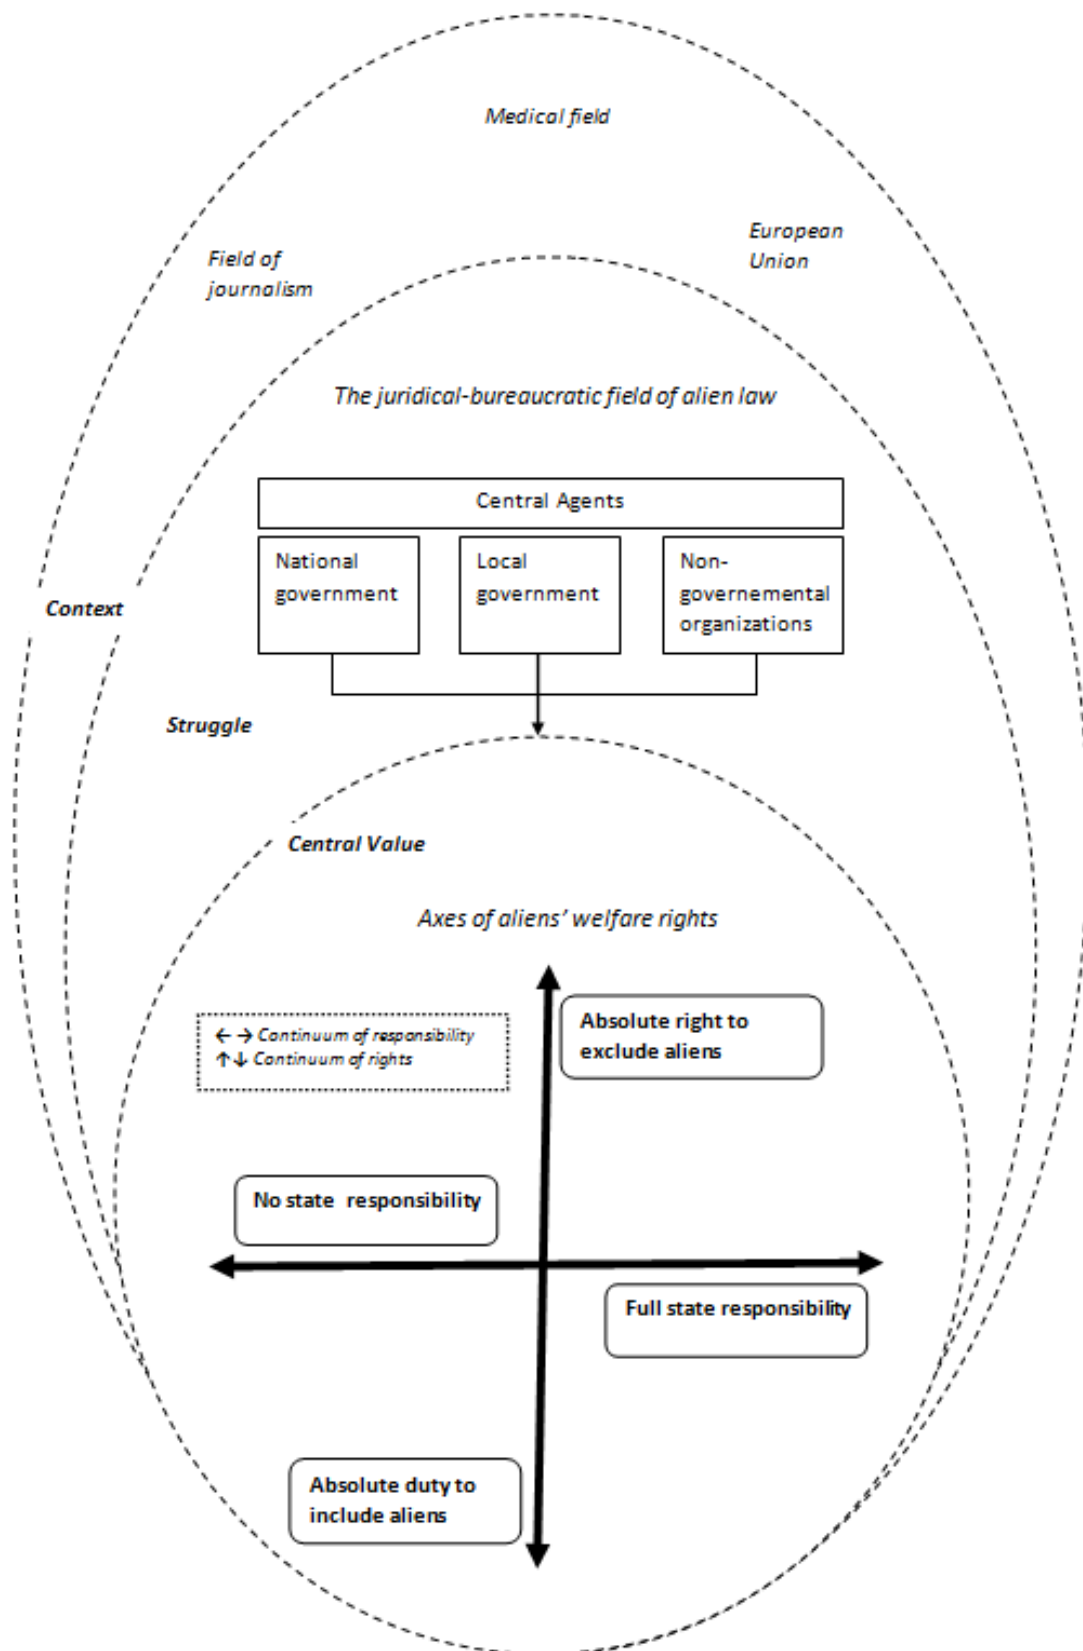 Medical field
European
Union
Field of
journalism
The juridical-bureaucratic field of alien law
Central Agents
National
government
Local
government
Non-
governemental
organizations
Context
Struggle
Central Value
Axes of aliens’ welfare rights
Absolute right to
exclude aliens
←→ Continuum of responsibility
↑↓ Continuum of rights
No state responsibility
Full state responsibility
Absolute duty to
include aliens